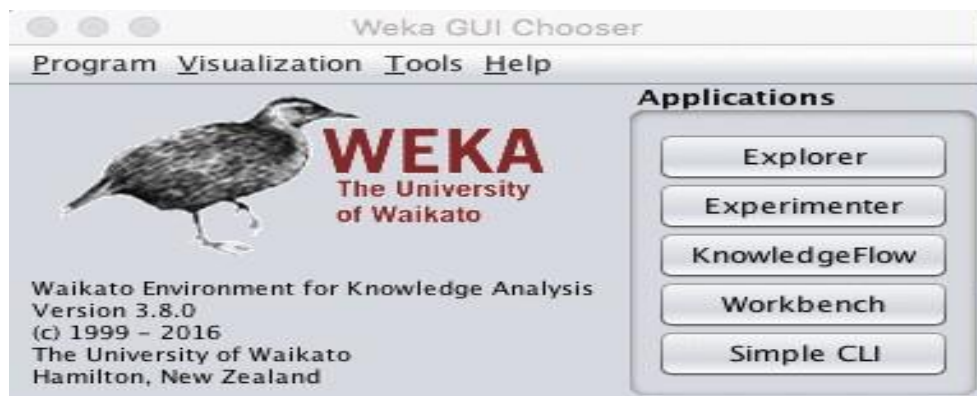 Weka GUI Chooser
Program Visualization Tools Help
WEKA
The University
of Waikato
Waikato Environment for Knowledge Analysis
Version 3.8.0
(c) 1999 – 2016
The University of Waikato
Hamilton, New Zealand
Applications
Explorer
Experimenter
KnowledgeFlow
Workbench
Simple CLI